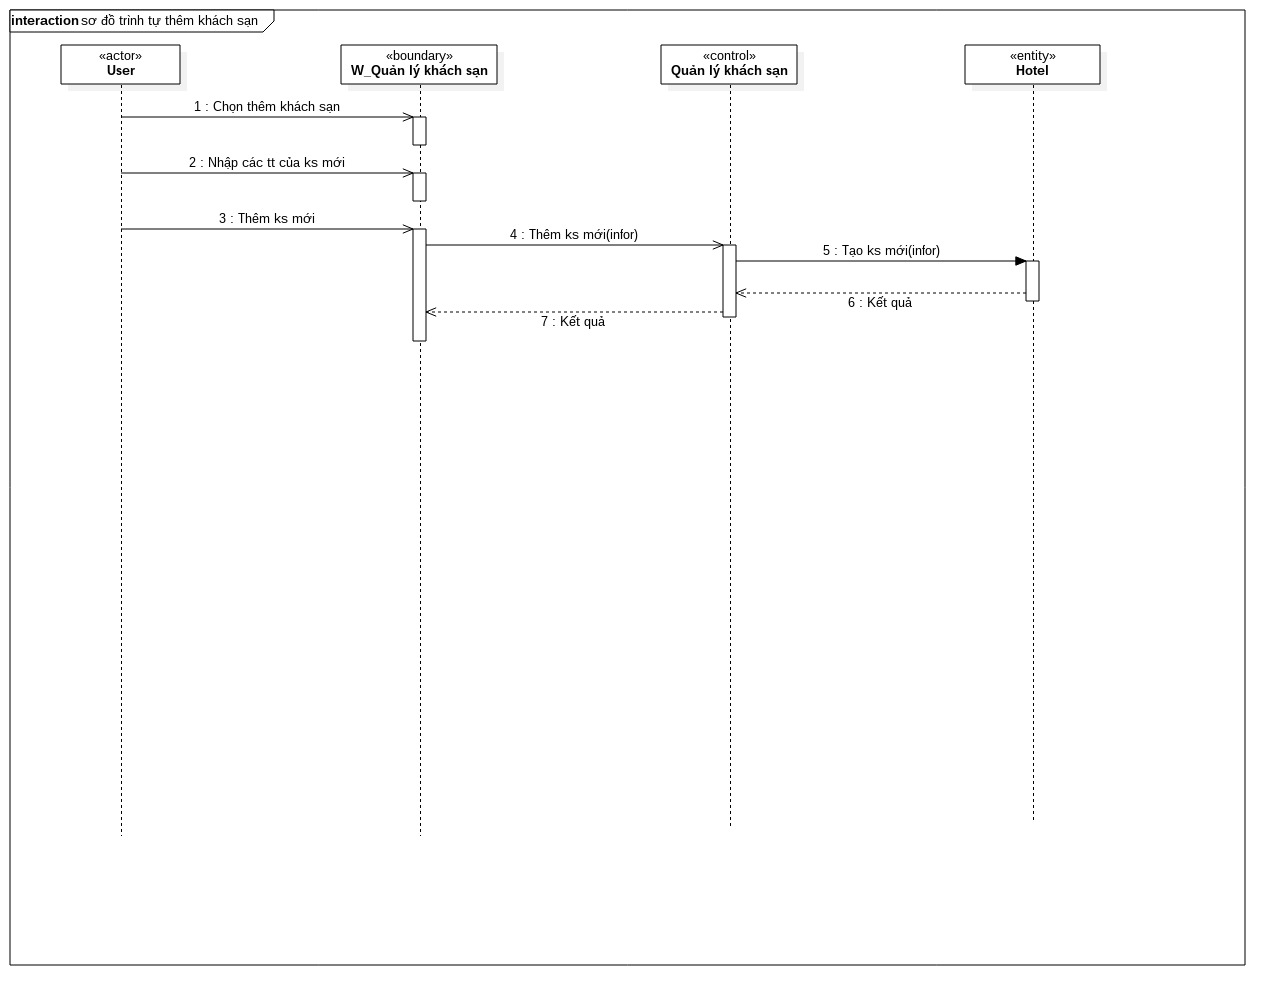 interaction sơ đồ trình tự thêm khách sạn
«actor»
User
«boundary»
W_Quản lý khách sạn
«control»
Quản lý khách sạn
«entity»
Hotel
1 : Chọn thêm khách sạn
2 : Nhập các tt của ks mới
3 : Thêm ks mới
4 : Thêm ks mới(infor)
5 : Tạo ks mới(infor)
6 : Kết quả
7 : Kết quả